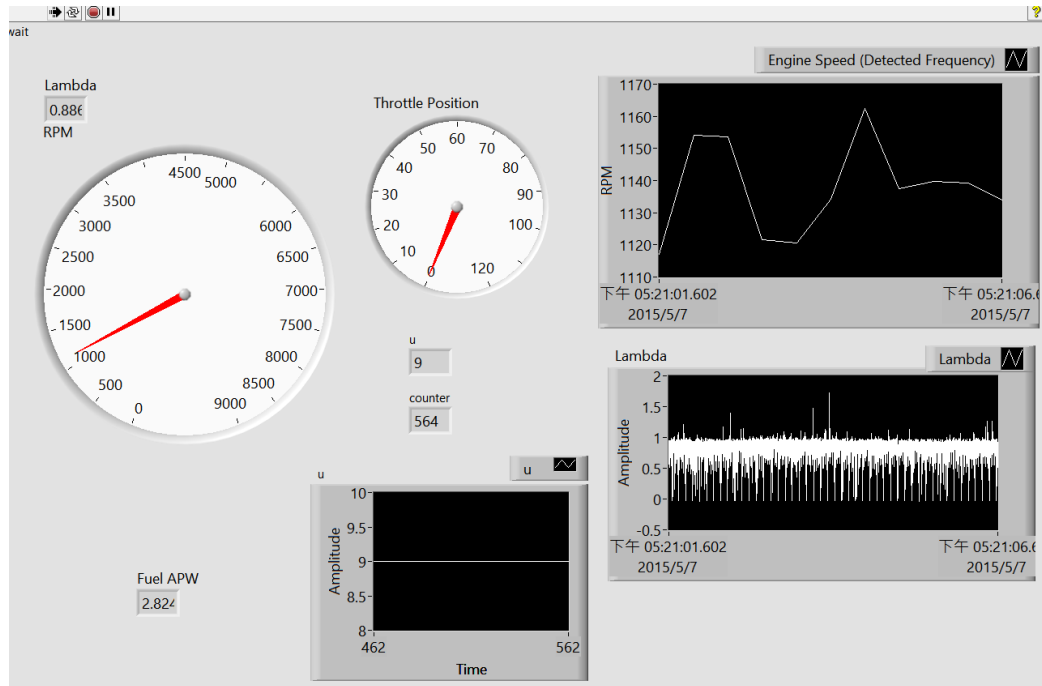 ?
wait
Lambda
0.886
RPM
0
500
1000
1500
2000
2500
3000
3500
4500
5000
6000
6500
7000
7500
8000
8500
9000
Throttle Position
0
10
20
30
40
50
60
70
80
90
100
120
u
9
counter
564
Engine Speed (Detected Frequency)
RPM
1170
1160
1150
1140
1130
1120
1110
下午 05:21:01.602
2015/5/7
下午 05:21:06.6
2015/5/7
Lambda
Lambda
Amplitude
2
1.5
1
0.5
0
-0.5
下午 05:21:01.602
2015/5/7
下午 05:21:06.6
2015/5/7
u
u
Amplitude
10
9.5
9
8.5
8
462
562
Time
Fuel APW
2.824